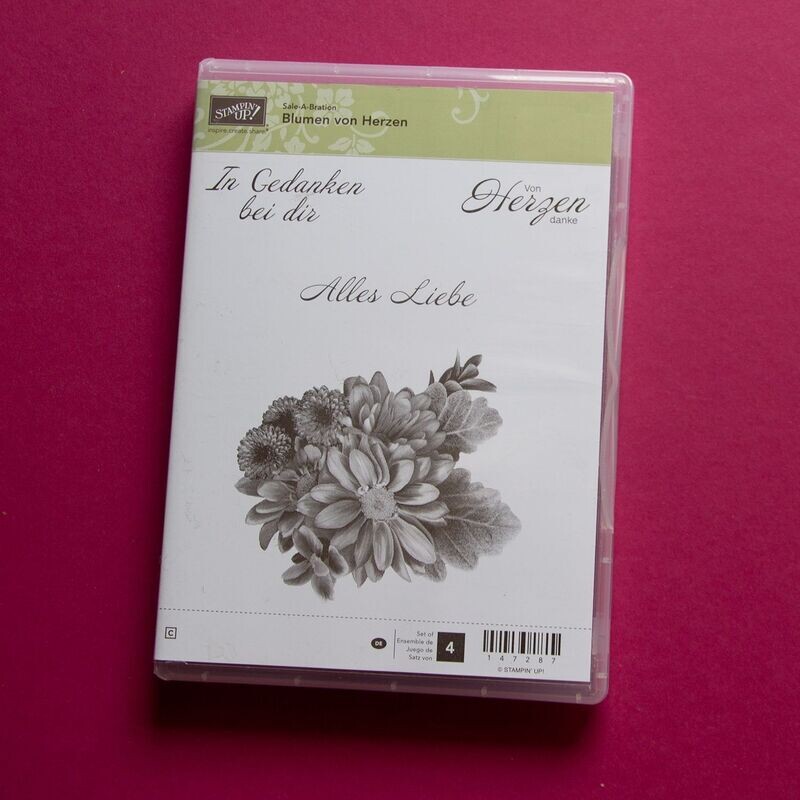 STAMPIN' UP!
inspire.create.share.
Sale-A-Bration
Blumen von Herzen
In Gedanken
bei dir
Von
Herzen
danke
Alles Liebe
C
DE
Set of
Ensemble de
Juego de
Satz von
4
147287
© STAMPIN' UP!